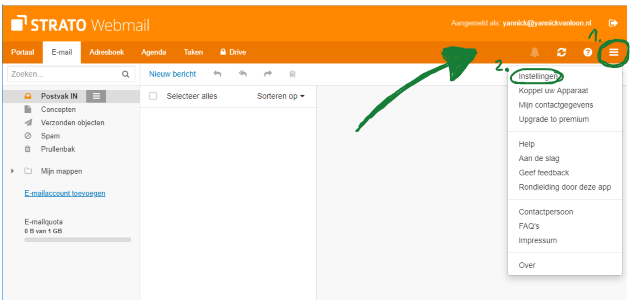 STRATO Webmail
Aangemeld als: yannick@yannickvanloon.nl
1.
Portaal E-mail Adresboek Agenda Taken Drive
Zoeken...
Nieuw bericht
2.
Instellingen
Postvak IN
Selecteer alles
Sorteren op
Koppel uw Apparaat
Concepten
Mijn contactgegevens
Verzonden objecten
Upgrade to premium
Spam
Prullenbak
Help
Aan de slag
Mijn mappen
Geef feedback
Rondleiding door deze app
E-mailaccount toevoegen
Contactpersoon
E-mailquota
FAQ's
0 B van 1 GB
Impressum
Over